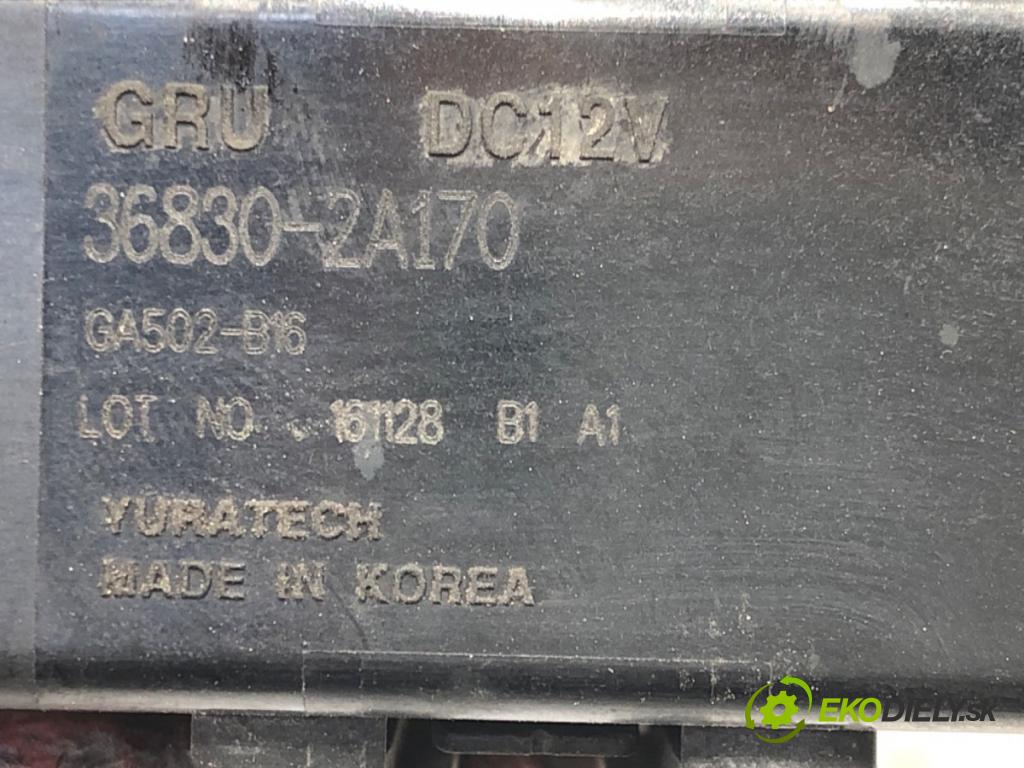 GRU DC12V
36830-2A170
GA502-B16
LOT NO . 161128 B1 A1
YURATECH
MADE IN KOREA
EKODIELY.SK